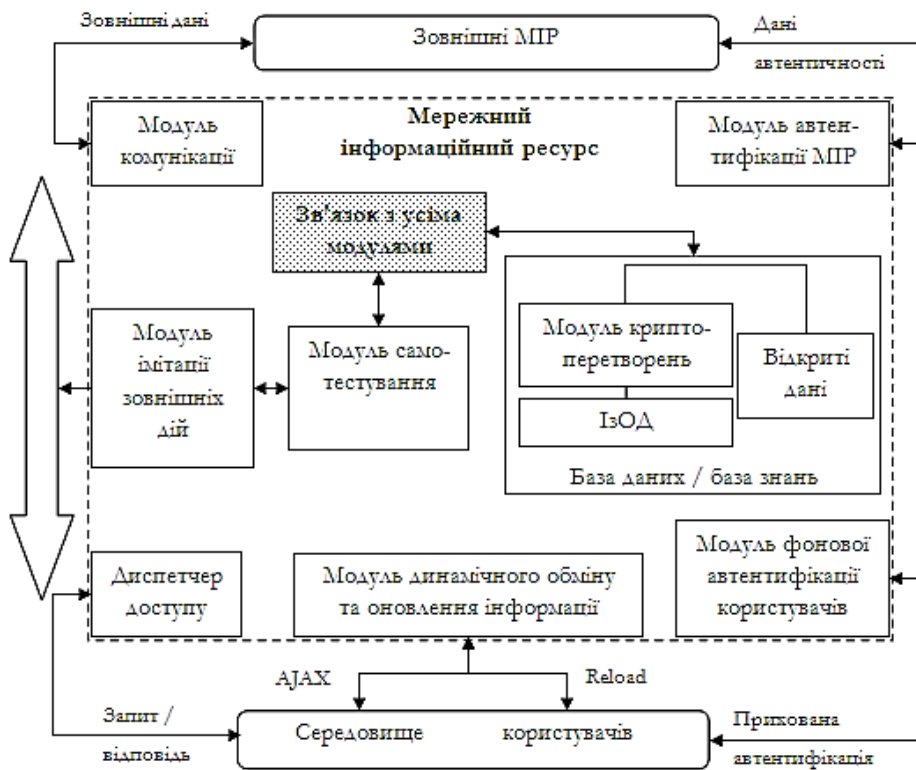 Зовнішні дані
Зовнішні МІР
Дані
автентичності
Модуль
комунікації
Мережний
інформаційний ресурс
Модуль автен-
тифікації МІР
Зв'язок з усіма
модулями
Модуль
імітації
зовнішніх
дій
Модуль само-
тестування
Модуль крипто-
перетворень
Відкриті
дані
ІзОД
База даних / база знань
Диспетчер
доступу
Модуль динамічного обміну
та оновлення інформації
Модуль фонової
автентифікації
користувачів
AJAX
Reload
Запит /
відповідь
Середовище користувачів
Прихована
автентифікація